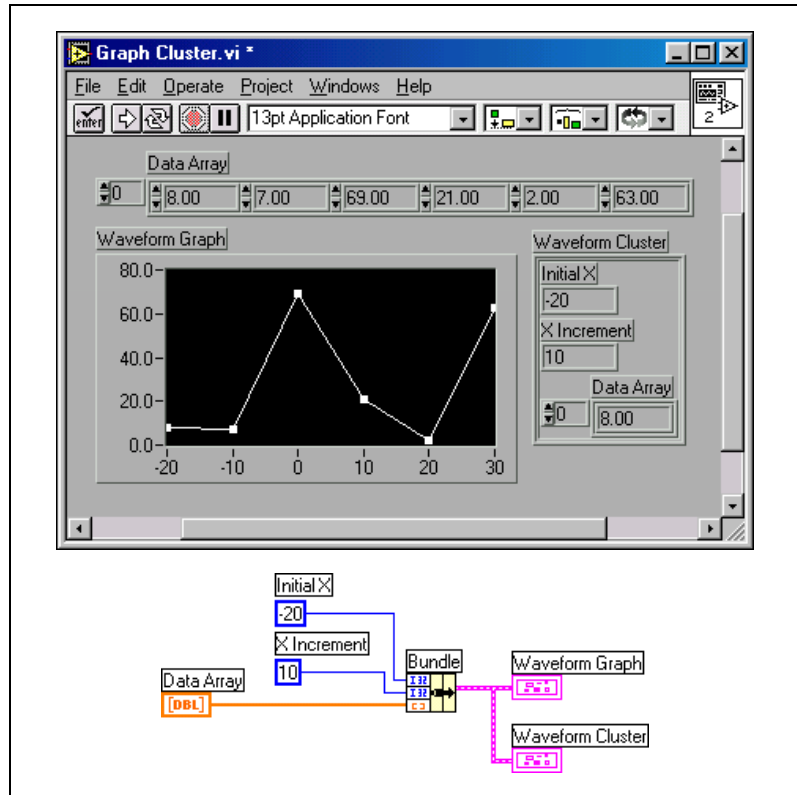 Graph Cluster.vi *
File Edit Operate Project Windows Help
enter 13pt Application Font 2
Data Array
0 8.00 7.00 69.00 21.00 2.00 63.00
Waveform Graph
80.0-
60.0-
40.0-
20.0-
0.0-
-20 -10 0 10 20 30
Waveform Cluster
Initial X
-20
X Increment
10
Data Array
0 8.00
Initial X
-20
X Increment
10
Data Array
[DBL]
Bundle
I32
I32
Waveform Graph
Waveform Cluster